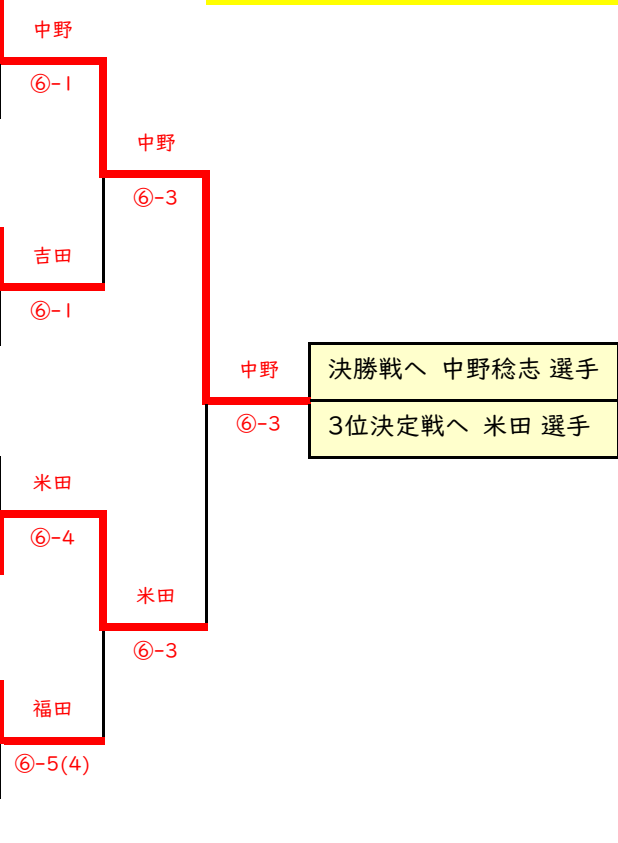 中野
⑥-1
中野
⑥-3
吉田
⑥-1
中野
決勝戦へ 中野稔志 選手
⑥-3
3位決定戦へ 米田 選手
米田
⑥-4
米田
⑥-3
福田
⑥-5(4)